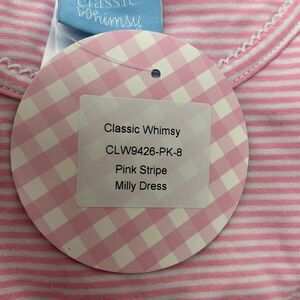 classic
whimsy
Classic Whimsy
CLW9426-PK-8
Pink Stripe
Milly Dress